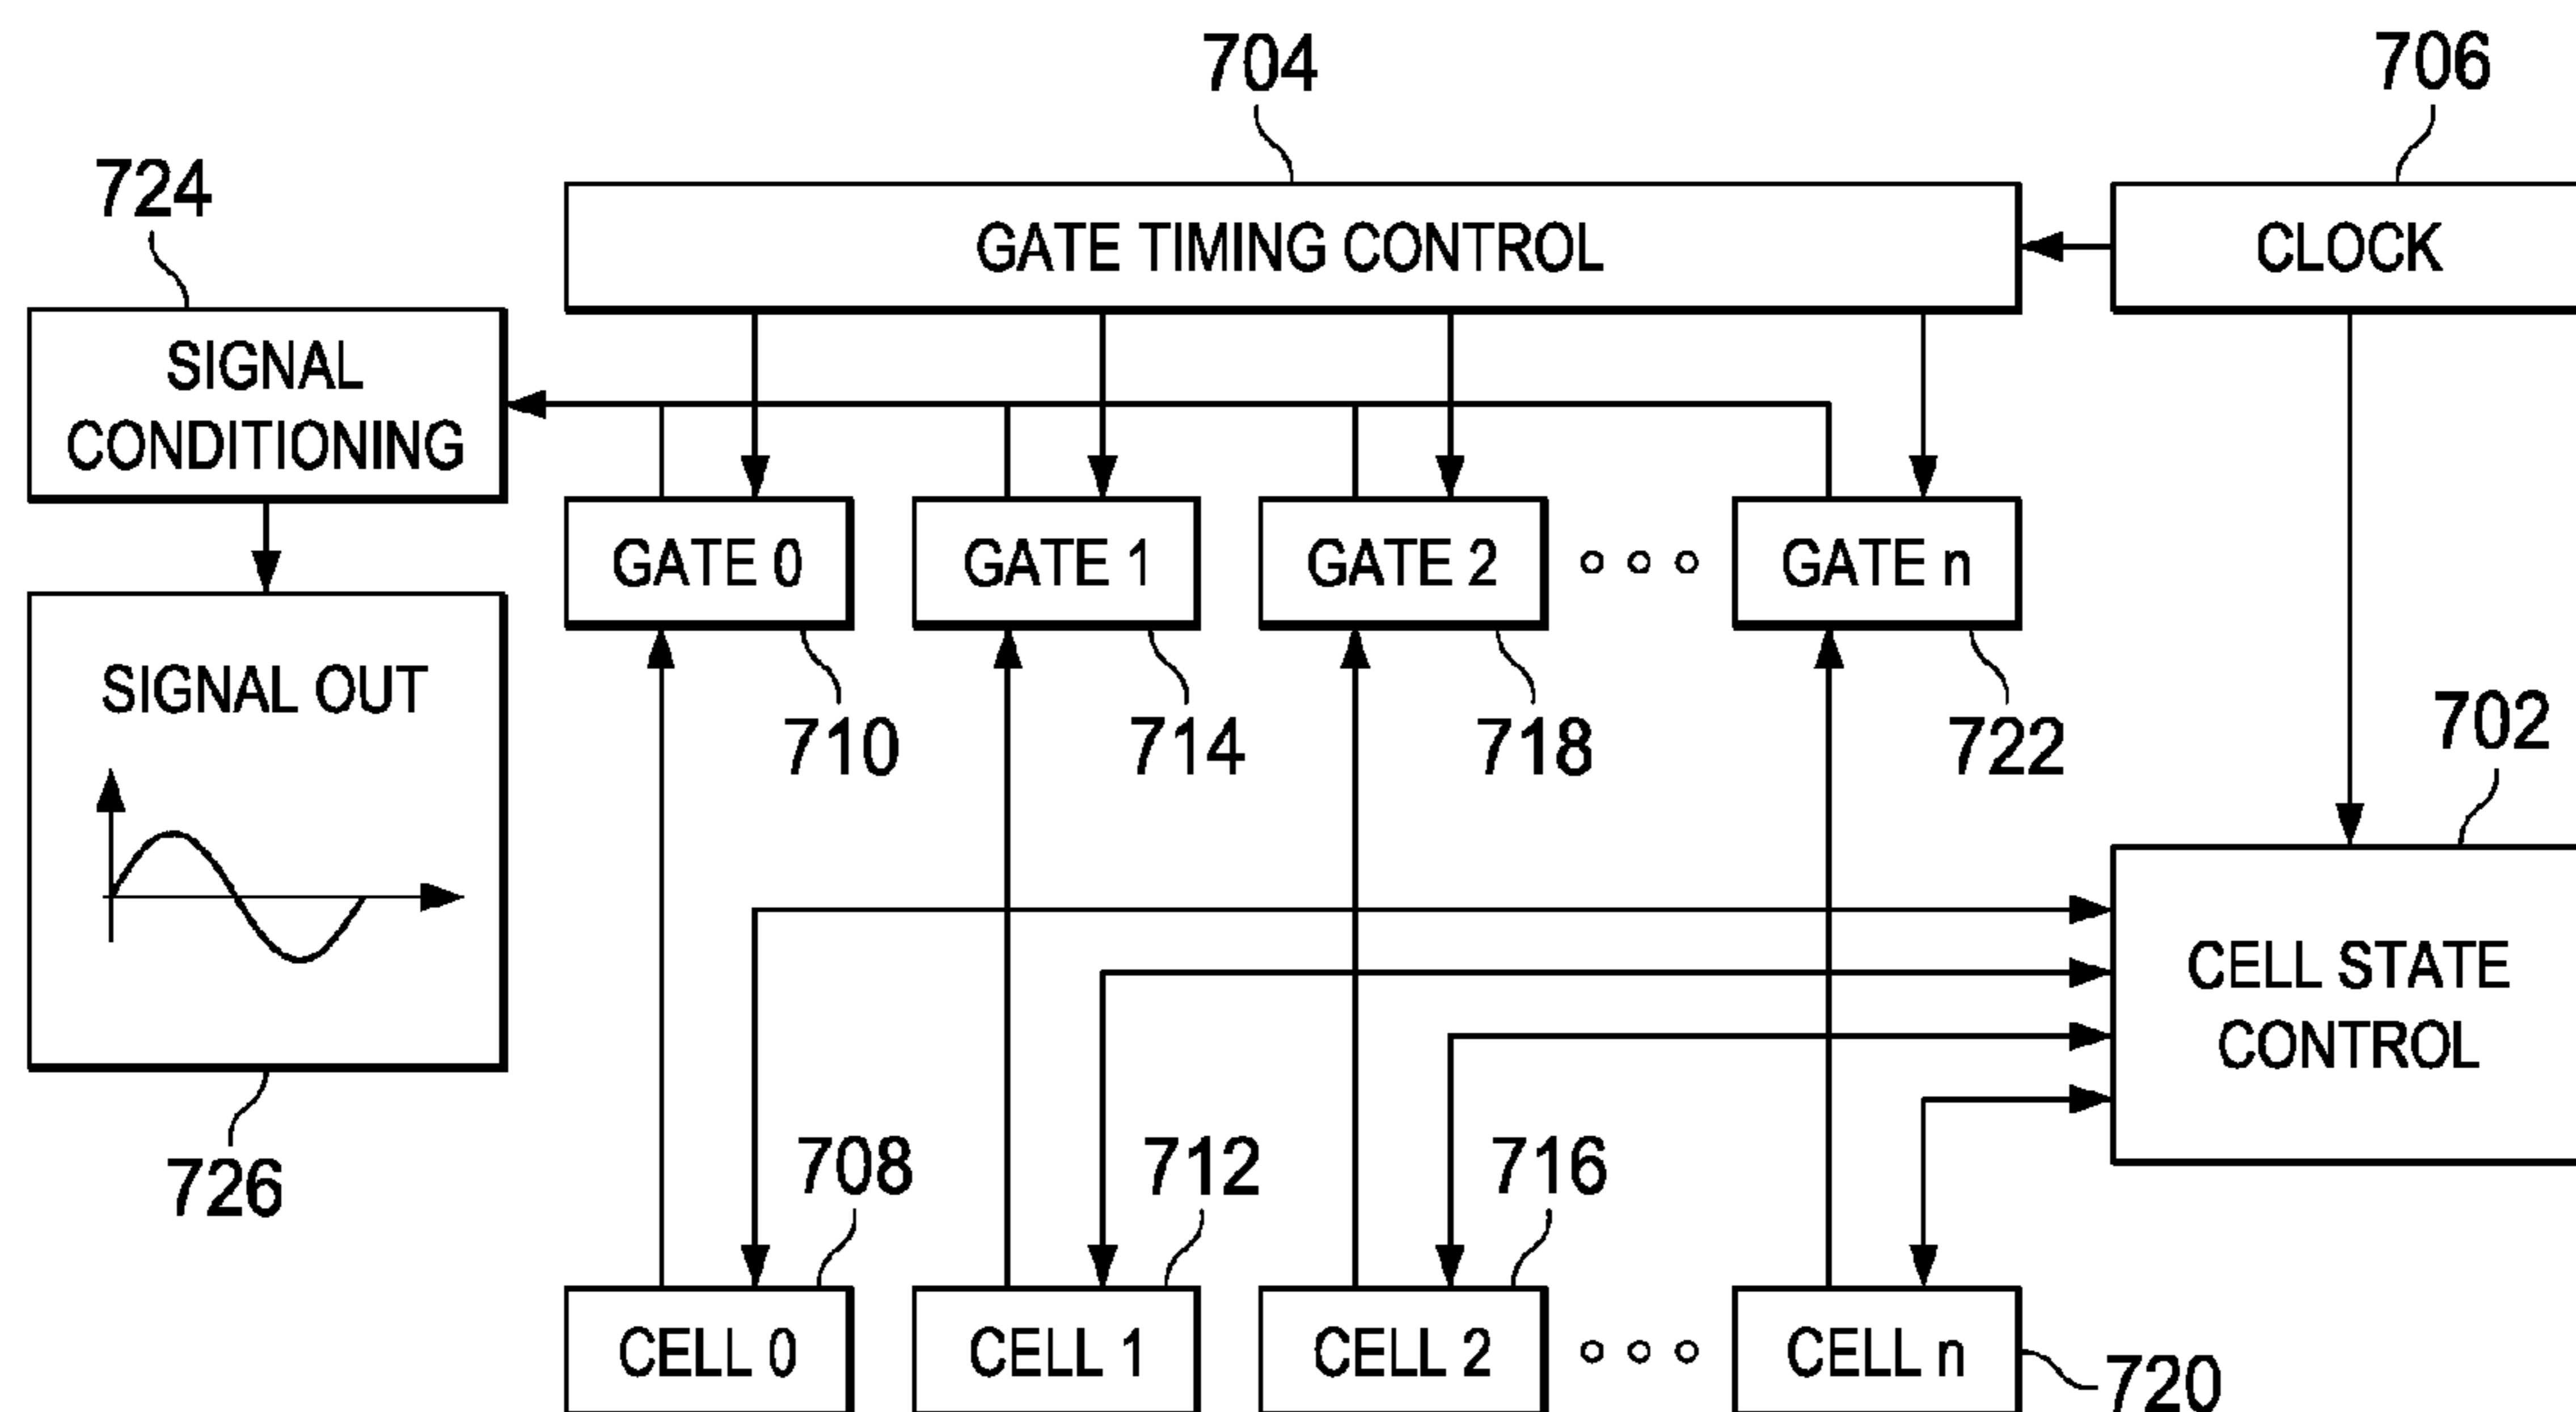 704
706
724
GATE TIMING CONTROL
CLOCK
SIGNAL
CONDITIONING
GATE 0
GATE 1
GATE 2
GATE n
SIGNAL OUT
710
714
718
722
702
CELL STATE
CONTROL
726
708
712
716
CELL 0
CELL 1
CELL 2
CELL n
720